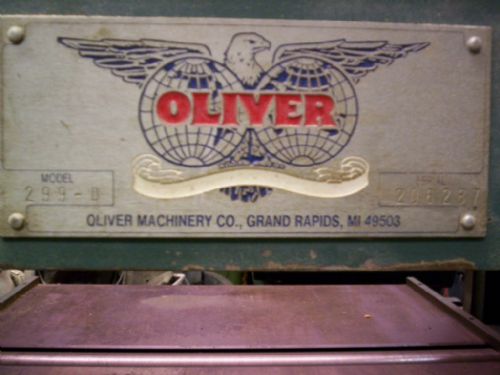 OLIVER
MODEL
SERIAL
299-D
206287
OLIVER MACHINERY CO., GRAND RAPIDS, MI 49503